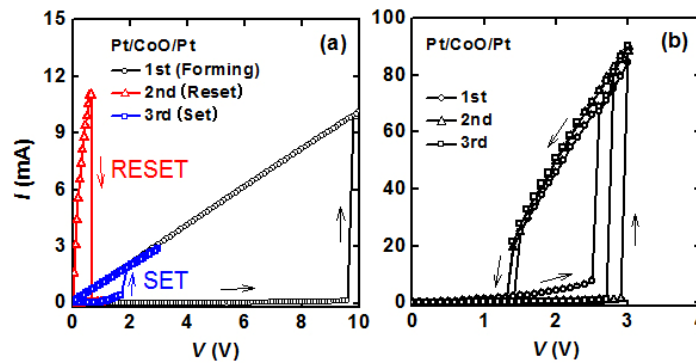 Pt/CoO/Pt (a)
1st (Forming)
2nd (Reset)
3rd (Set)
RESET
SET
I (mA)
15
12
9
6
3
0
0 2 4 6 8 10
V (V)
Pt/CoO/Pt (b)
1st
2nd
3rd
100
80
60
40
20
0
0 1 2 3 4
V (V)